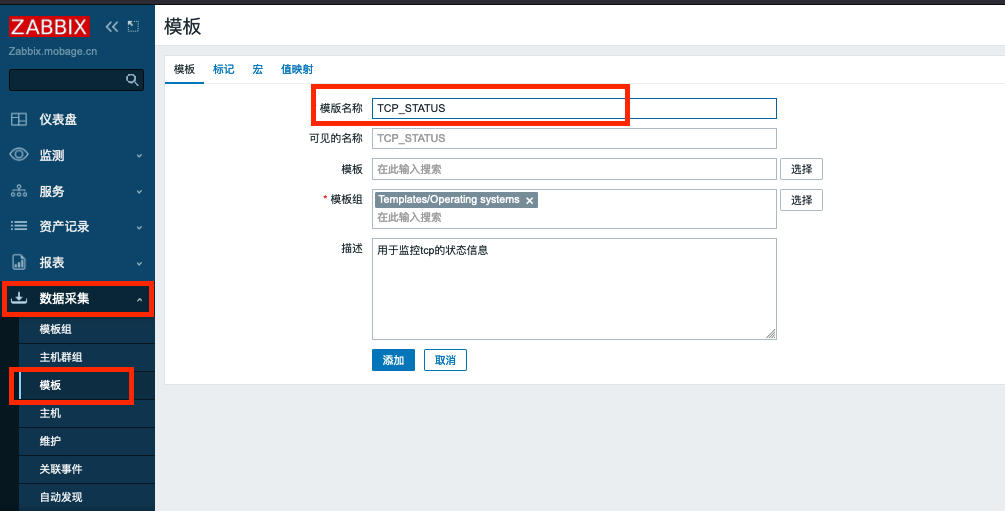 ZABBIX
Zabbix.mobage.cn
仪表盘
监测
服务
资产记录
报表
数据采集
模板组
主机群组
模板
主机
维护
关联事件
自动发现
模板
模板 标记 宏 值映射
模版名称 TCP_STATUS
可见的名称 TCP_STATUS
模板 在此输入搜索 选择
* 模板组 Templates/Operating systems × 选择
在此输入搜索
描述 用于监控tcp的状态信息
添加 取消